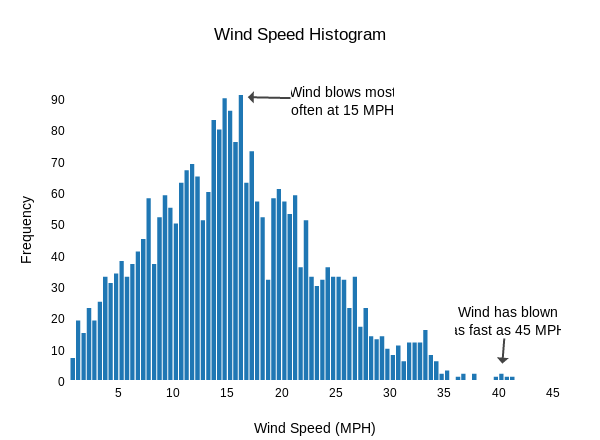 Wind Speed Histogram
Wind blows most
often at 15 MPH
90
80
70
60
50
40
30
20
10
0
Frequency
Wind has blown
as fast as 45 MPH
5 10 15 20 25 30 35 40 45
Wind Speed (MPH)